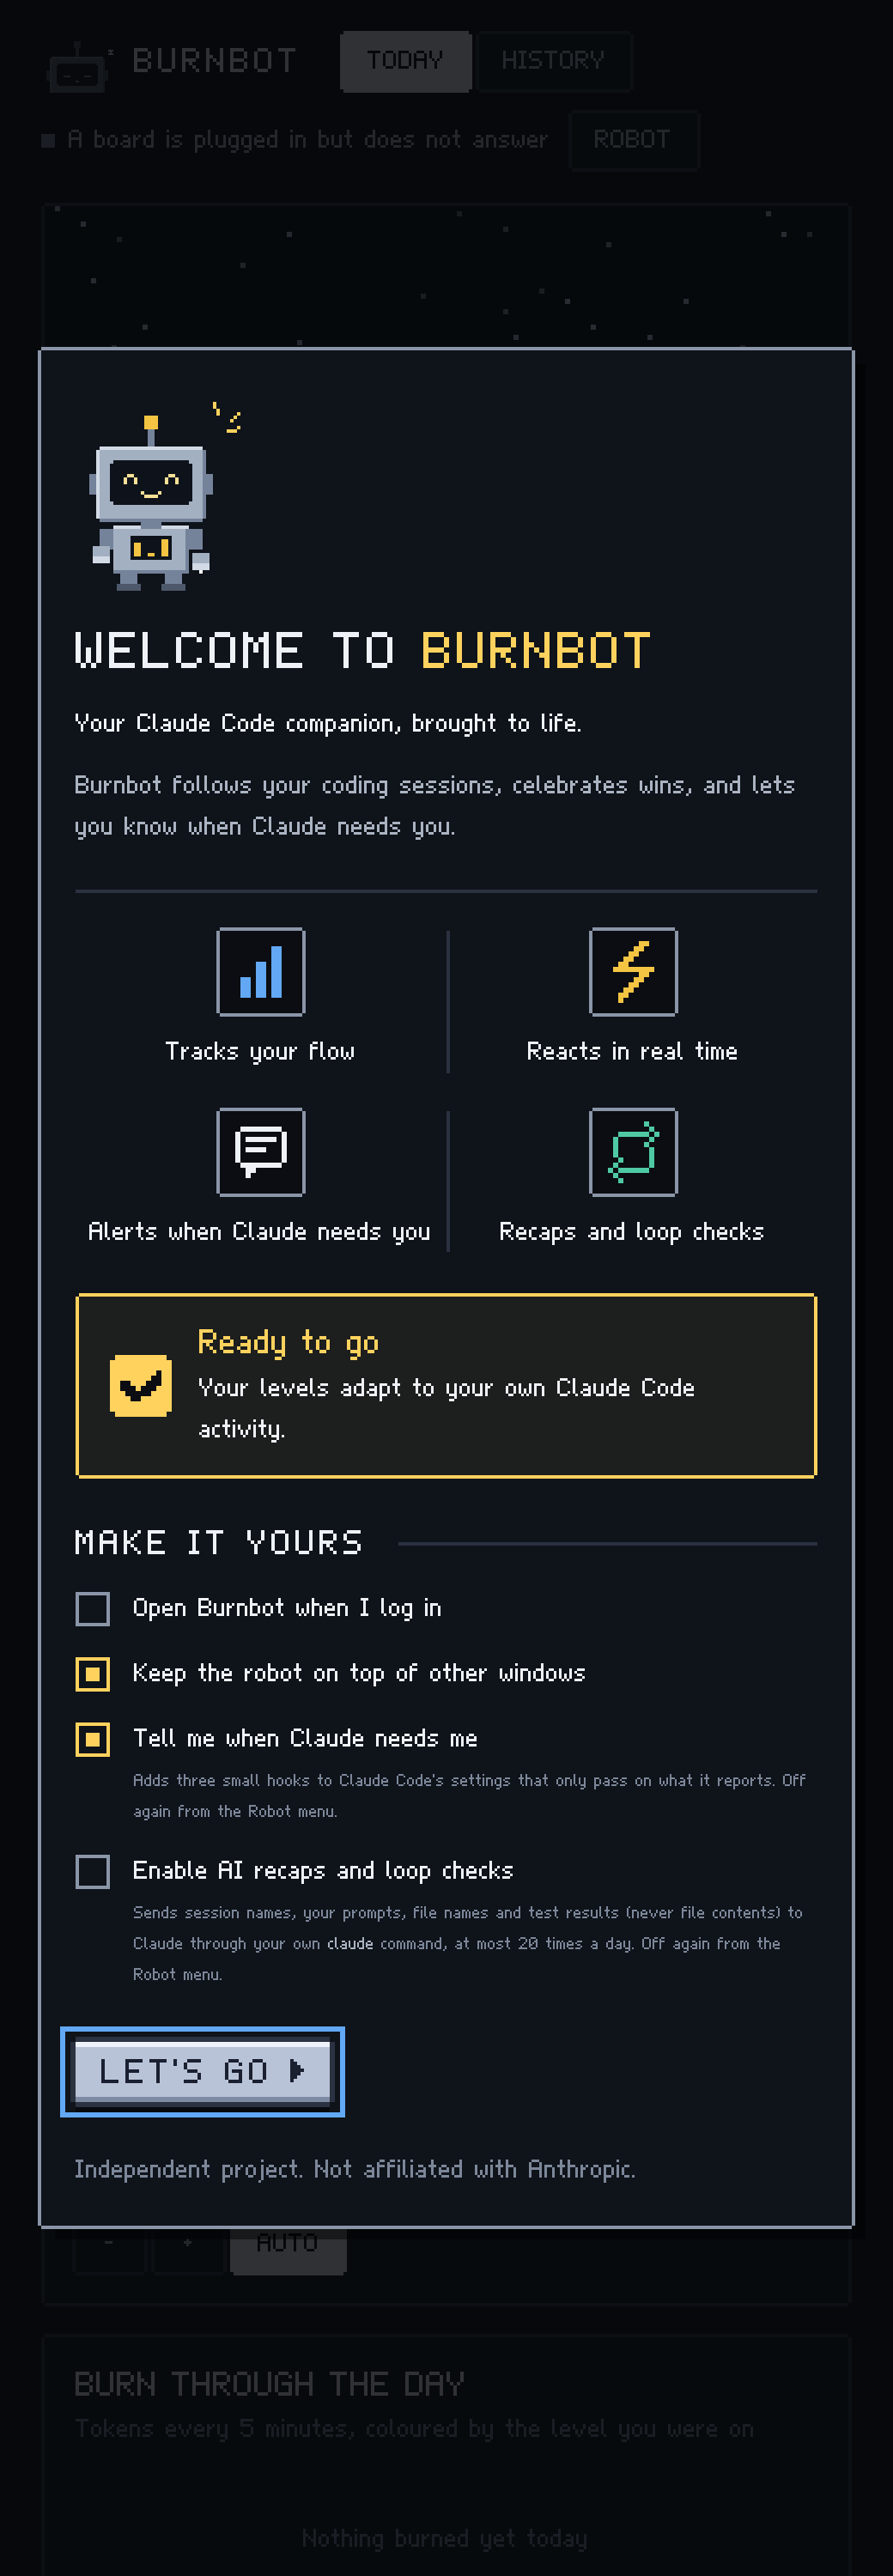 BURNBOT
TODAY
HISTORY
A board is plugged in but does not answer
ROBOT
WELCOME TO BURNBOT
Your Claude Code companion, brought to life.
Burnbot follows your coding sessions, celebrates wins, and lets
you know when Claude needs you.
Tracks your flow
Reacts in real time
Alerts when Claude needs you
Recaps and loop checks
Ready to go
Your levels adapt to your own Claude Code
activity.
MAKE IT YOURS
Open Burnbot when I log in
Keep the robot on top of other windows
Tell me when Claude needs me
Adds three small hooks to Claude Code's settings that only pass on what it reports. Off
again from the Robot menu.
Enable AI recaps and loop checks
Sends session names, your prompts, file names and test results (never file contents) to
Claude through your own claude command, at most 20 times a day. Off again from the
Robot menu.
LET'S GO
Independent project. Not affiliated with Anthropic.
- + AUTO
BURN THROUGH THE DAY
Tokens every 5 minutes, coloured by the level you were on
Nothing burned yet today